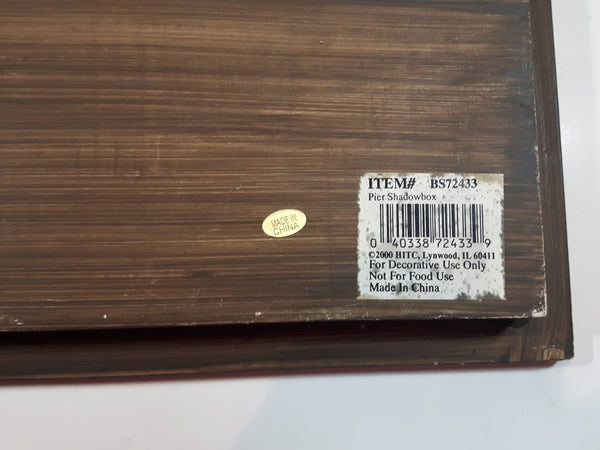 ITEM# BS72433
Pier Shadowbox
0 40338 72433 9
©2000 HITC, Lynwood, IL 60411
For Decorative Use Only
Not For Food Use
Made In China
MADE IN
CHINA